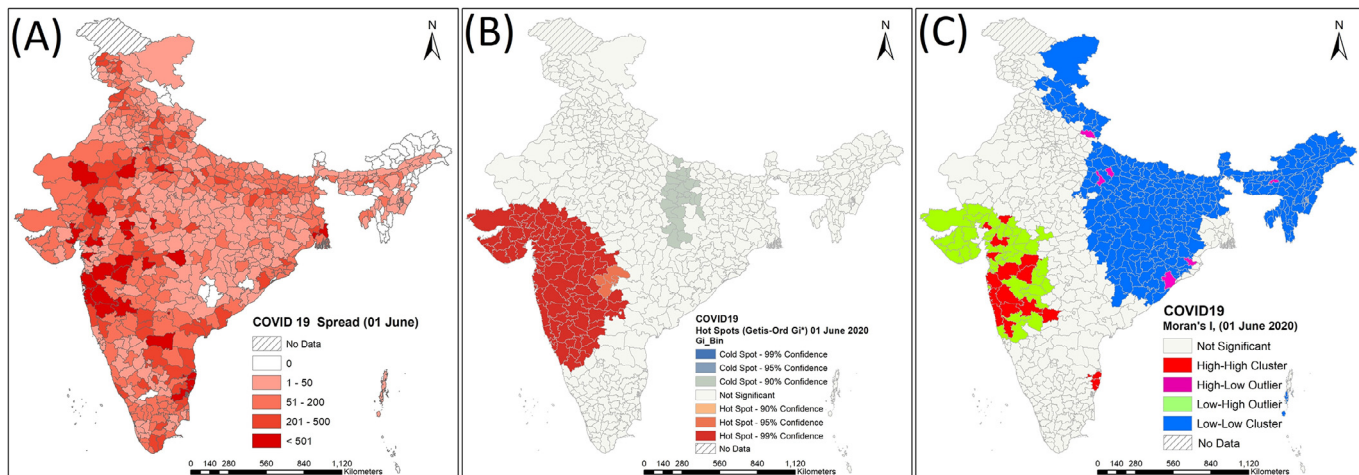 (A)
N
COVID 19 Spread (01 June)
No Data
0
1 - 50
51 - 200
201 - 500
< 501
0 140 280 560 840 1,120
Kilometers
(B)
N
COVID19
Hot Spots (Getis-Ord Gi*) 01 June 2020
Gi_Bin
Cold Spot - 99% Confidence
Cold Spot - 95% Confidence
Cold Spot - 90% Confidence
Not Significant
Hot Spot - 90% Confidence
Hot Spot - 95% Confidence
Hot Spot - 99% Confidence
No Data
0 140 280 560 840 1,120
Kilometers
(C)
N
COVID19
Moran's I, (01 June 2020)
Not Significant
High-High Cluster
High-Low Outlier
Low-High Outlier
Low-Low Cluster
No Data
0 140 280 560 840 1,120
Kilometers